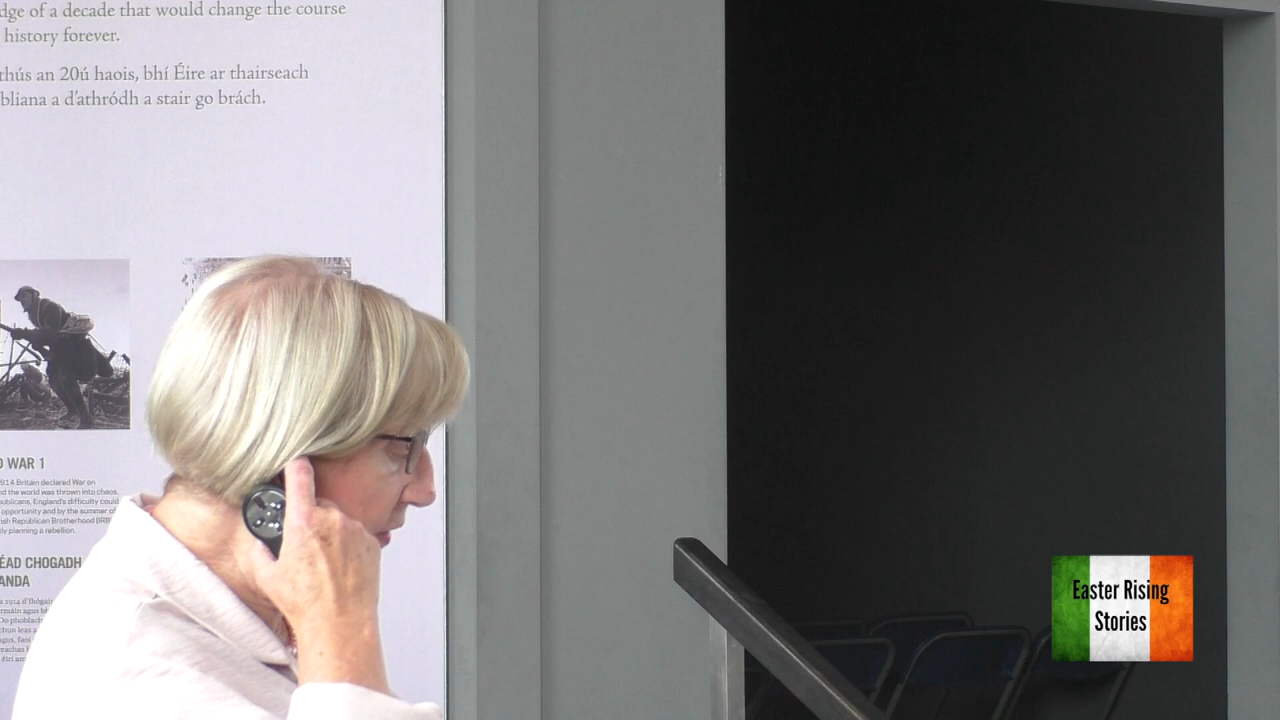 dge of a decade that would change the course
history forever.
thús an 20ú haois, bhí Éire ar thairseach
bliana a d'athródh a stair go brách.
D WAR 1
1914 Britain declared War on
nd the world was thrown into chaos.
ublicans, England's difficulty could
opportunity and by the summer of
ish Republican Brotherhood (IRB)
tly planning a rebellion.
ÉAD CHOGADH
ANDA
Easter Rising
Stories